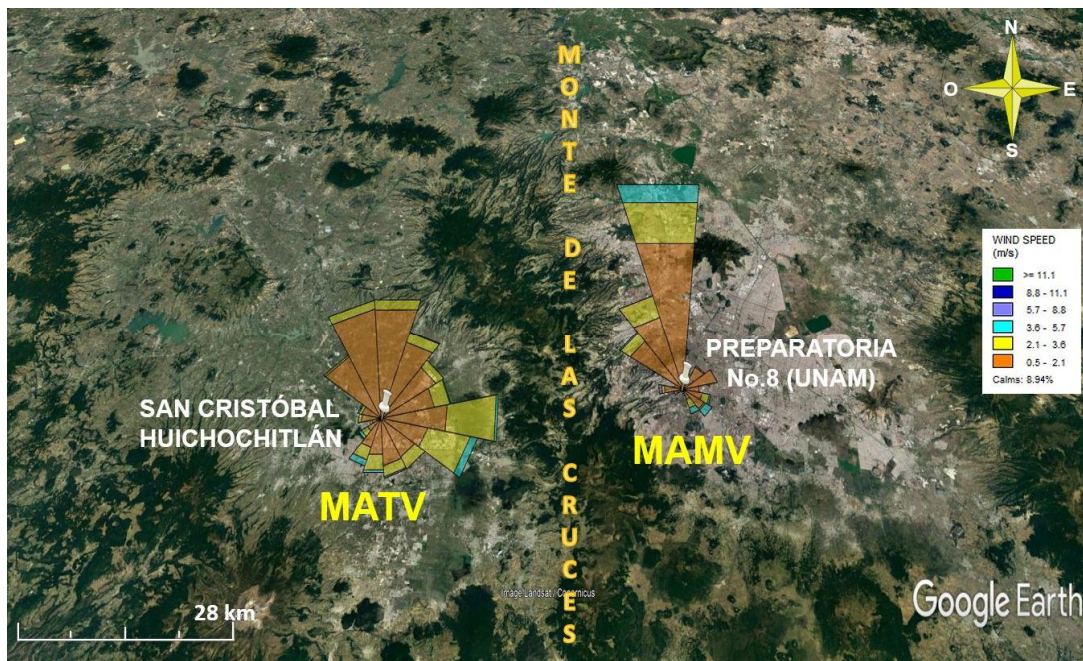 N
O E
S
MONTE DE LAS CRUCES
WIND SPEED
(m/s)
>= 11.1
8.8 - 11.1
5.7 - 8.8
3.6 - 5.7
2.1 - 3.6
0.5 - 2.1
Calms: 8.94%
PREPARATORIA
No.8 (UNAM)
MAMV
SAN CRISTÓBAL
HUICHOCHITLÁN
MATV
Image Landsat / Copernicus
28 km
Google Earth